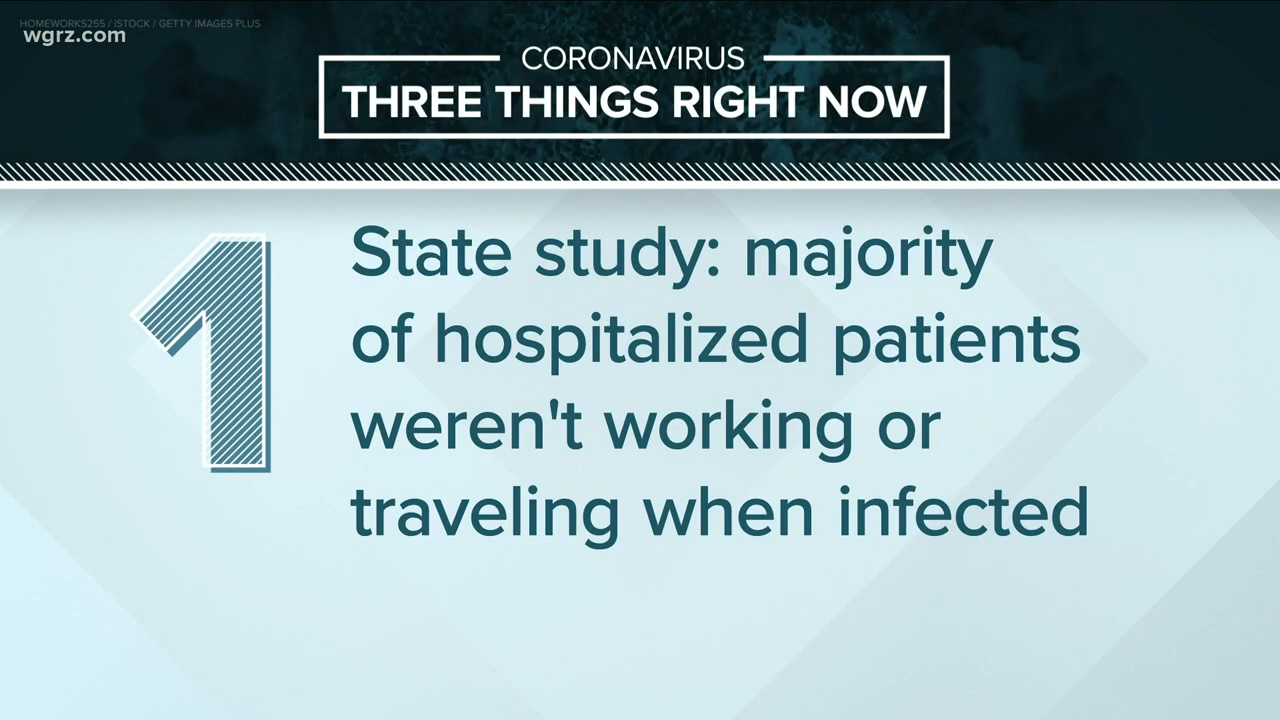 HOMEWORKS255 / iSTOCK / GETTY IMAGES PLUS
wgrz.com
CORONAVIRUS
THREE THINGS RIGHT NOW
1
State study: majority
of hospitalized patients
weren't working or
traveling when infected